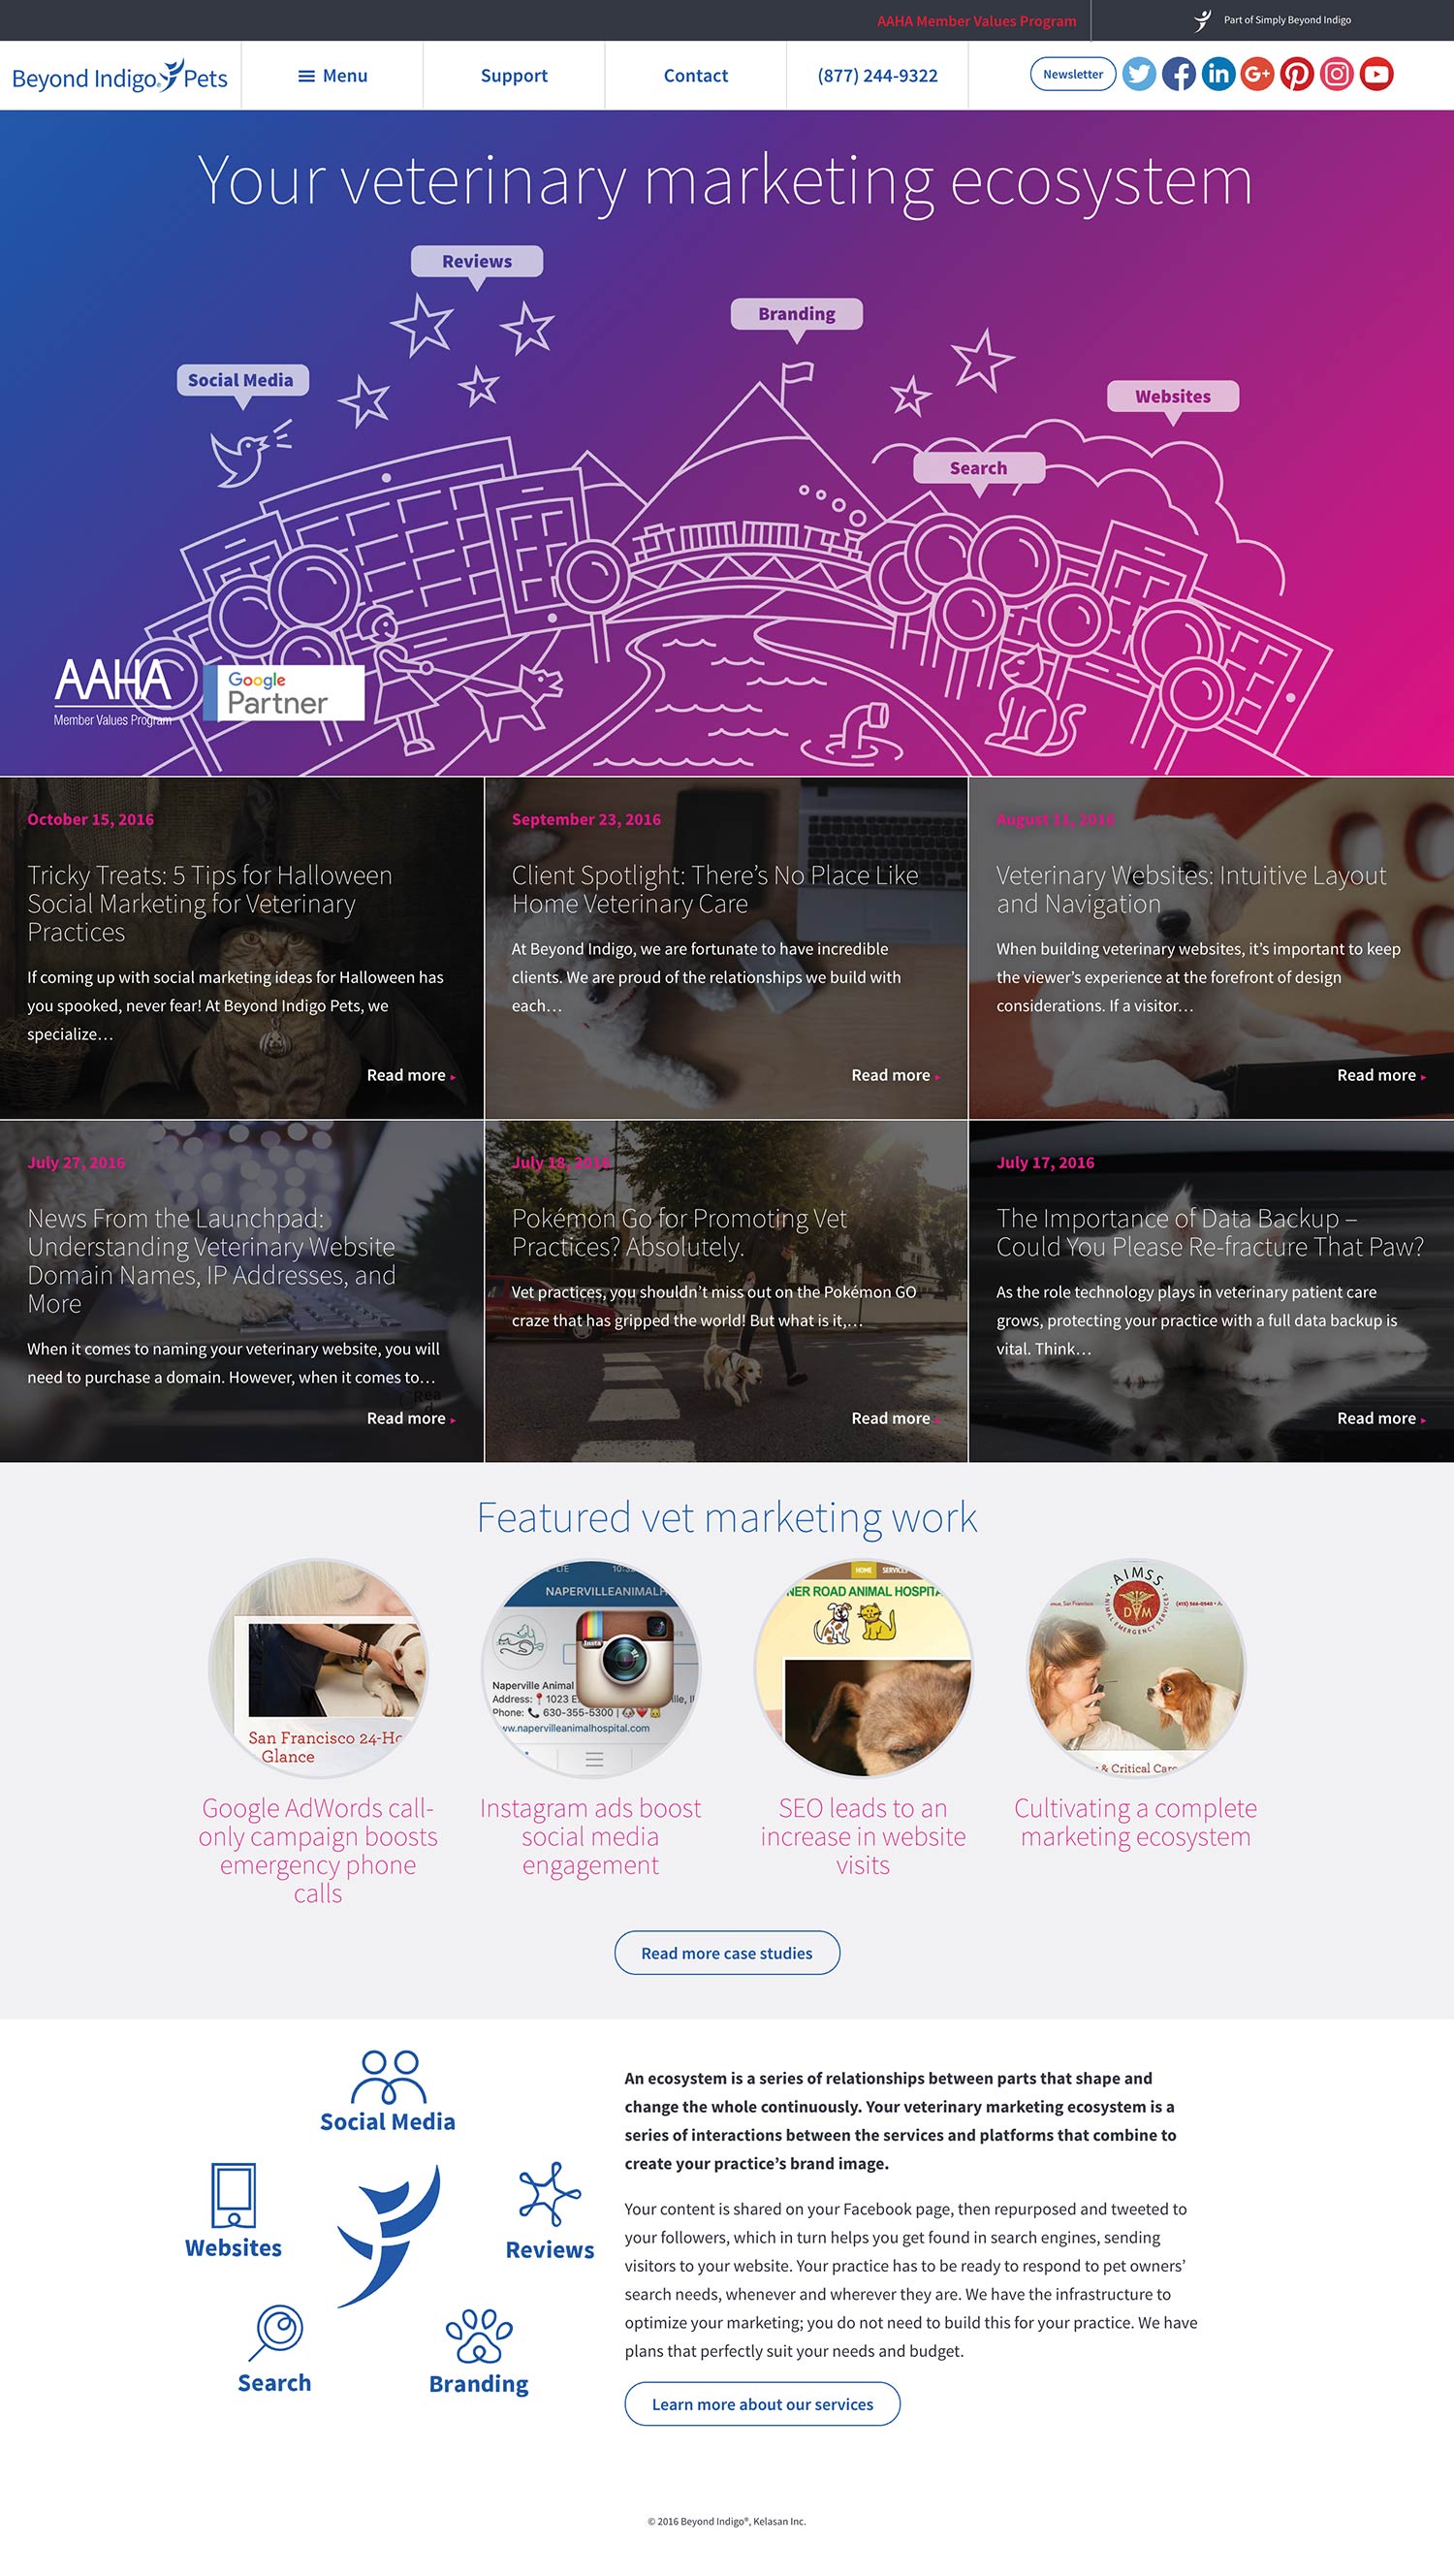 AAHA Member Values Program
Part of Simply Beyond Indigo
Beyond Indigo® Pets
Menu
Support
Contact
(877) 244-9322
Newsletter
Your veterinary marketing ecosystem
Reviews
Branding
Social Media
Websites
Search
AAHA
Member Values Program
Google
Partner
October 15, 2016
Tricky Treats: 5 Tips for Halloween
Social Marketing for Veterinary
Practices
If coming up with social marketing ideas for Halloween has
you spooked, never fear! At Beyond Indigo Pets, we
specialize…
Read more
September 23, 2016
Client Spotlight: There’s No Place Like
Home Veterinary Care
At Beyond Indigo, we are fortunate to have incredible
clients. We are proud of the relationships we build with
each…
Read more
August 11, 2016
Veterinary Websites: Intuitive Layout
and Navigation
When building veterinary websites, it’s important to keep
the viewer’s experience at the forefront of design
considerations. If a visitor…
Read more
July 27, 2016
News From the Launchpad:
Understanding Veterinary Website
Domain Names, IP Addresses, and
More
When it comes to naming your veterinary website, you will
need to purchase a domain. However, when it comes to…
Read more
July 18, 2016
Pokémon Go for Promoting Vet
Practices? Absolutely.
Vet practices, you shouldn’t miss out on the Pokémon GO
craze that has gripped the world! But what is it,…
Read more
July 17, 2016
The Importance of Data Backup –
Could You Please Re-fracture That Paw?
As the role technology plays in veterinary patient care
grows, protecting your practice with a full data backup is
vital. Think…
Read more
Featured vet marketing work
San Francisco 24-Ho
Glance
LTE
NAPERVILLEANIMALH
Insta
Naperville Animal
Address: 1023 E
lle, Il
Phone: 630-355-5300 |
www.napervilleanimalhospital.com
HOME SERVICES
NER ROAD ANIMAL HOSPITA
AIMSS
DVM
ANIMAL EMERGENCY SERVICES
San Francisco
(415) 566-0540
& Critical Care
Google AdWords call-
only campaign boosts
emergency phone
calls
Instagram ads boost
social media
engagement
SEO leads to an
increase in website
visits
Cultivating a complete
marketing ecosystem
Read more case studies
Social Media
Websites
Reviews
Search
Branding
An ecosystem is a series of relationships between parts that shape and
change the whole continuously. Your veterinary marketing ecosystem is a
series of interactions between the services and platforms that combine to
create your practice’s brand image.
Your content is shared on your Facebook page, then repurposed and tweeted to
your followers, which in turn helps you get found in search engines, sending
visitors to your website. Your practice has to be ready to respond to pet owners’
search needs, whenever and wherever they are. We have the infrastructure to
optimize your marketing; you do not need to build this for your practice. We have
plans that perfectly suit your needs and budget.
Learn more about our services
© 2016 Beyond Indigo®, Kelasan Inc.